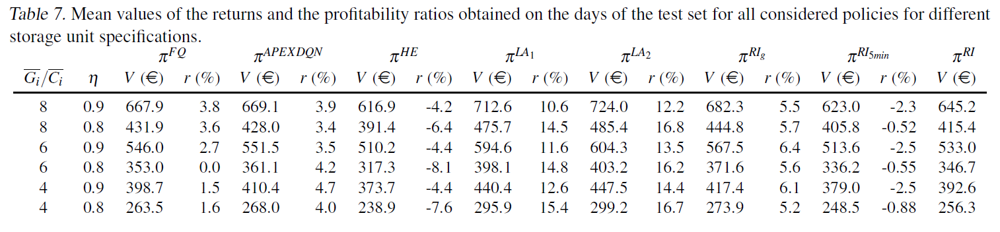 Table 7. Mean values of the returns and the profitability ratios obtained on the days of the test set for all considered policies for different
storage unit specifications.
π^{FQ} π^{APEXDQN} π^{HE} π^{LA_1} π^{LA_2} π^{RI_g} π^{RI_{5min}} π^{RI}
\overline{G_i}/\overline{C_i} η V (€) r (%) V (€) r (%) V (€) r (%) V (€) r (%) V (€) r (%) V (€) r (%) V (€) r (%) V (€)
8 0.9 667.9 3.8 669.1 3.9 616.9 -4.2 712.6 10.6 724.0 12.2 682.3 5.5 623.0 -2.3 645.2
8 0.8 431.9 3.6 428.0 3.4 391.4 -6.4 475.7 14.5 485.4 16.8 444.8 5.7 405.8 -0.52 415.4
6 0.9 546.0 2.7 551.5 3.5 510.2 -4.4 594.6 11.6 604.3 13.5 567.5 6.4 513.6 -2.5 533.0
6 0.8 353.0 0.0 361.1 4.2 317.3 -8.1 398.1 14.8 403.2 16.2 371.6 5.6 336.2 -0.55 346.7
4 0.9 398.7 1.5 410.4 4.7 373.7 -4.4 440.4 12.6 447.5 14.4 417.4 6.1 379.0 -2.5 392.6
4 0.8 263.5 1.6 268.0 4.0 238.9 -7.6 295.9 15.4 299.2 16.7 273.9 5.2 248.5 -0.88 256.3